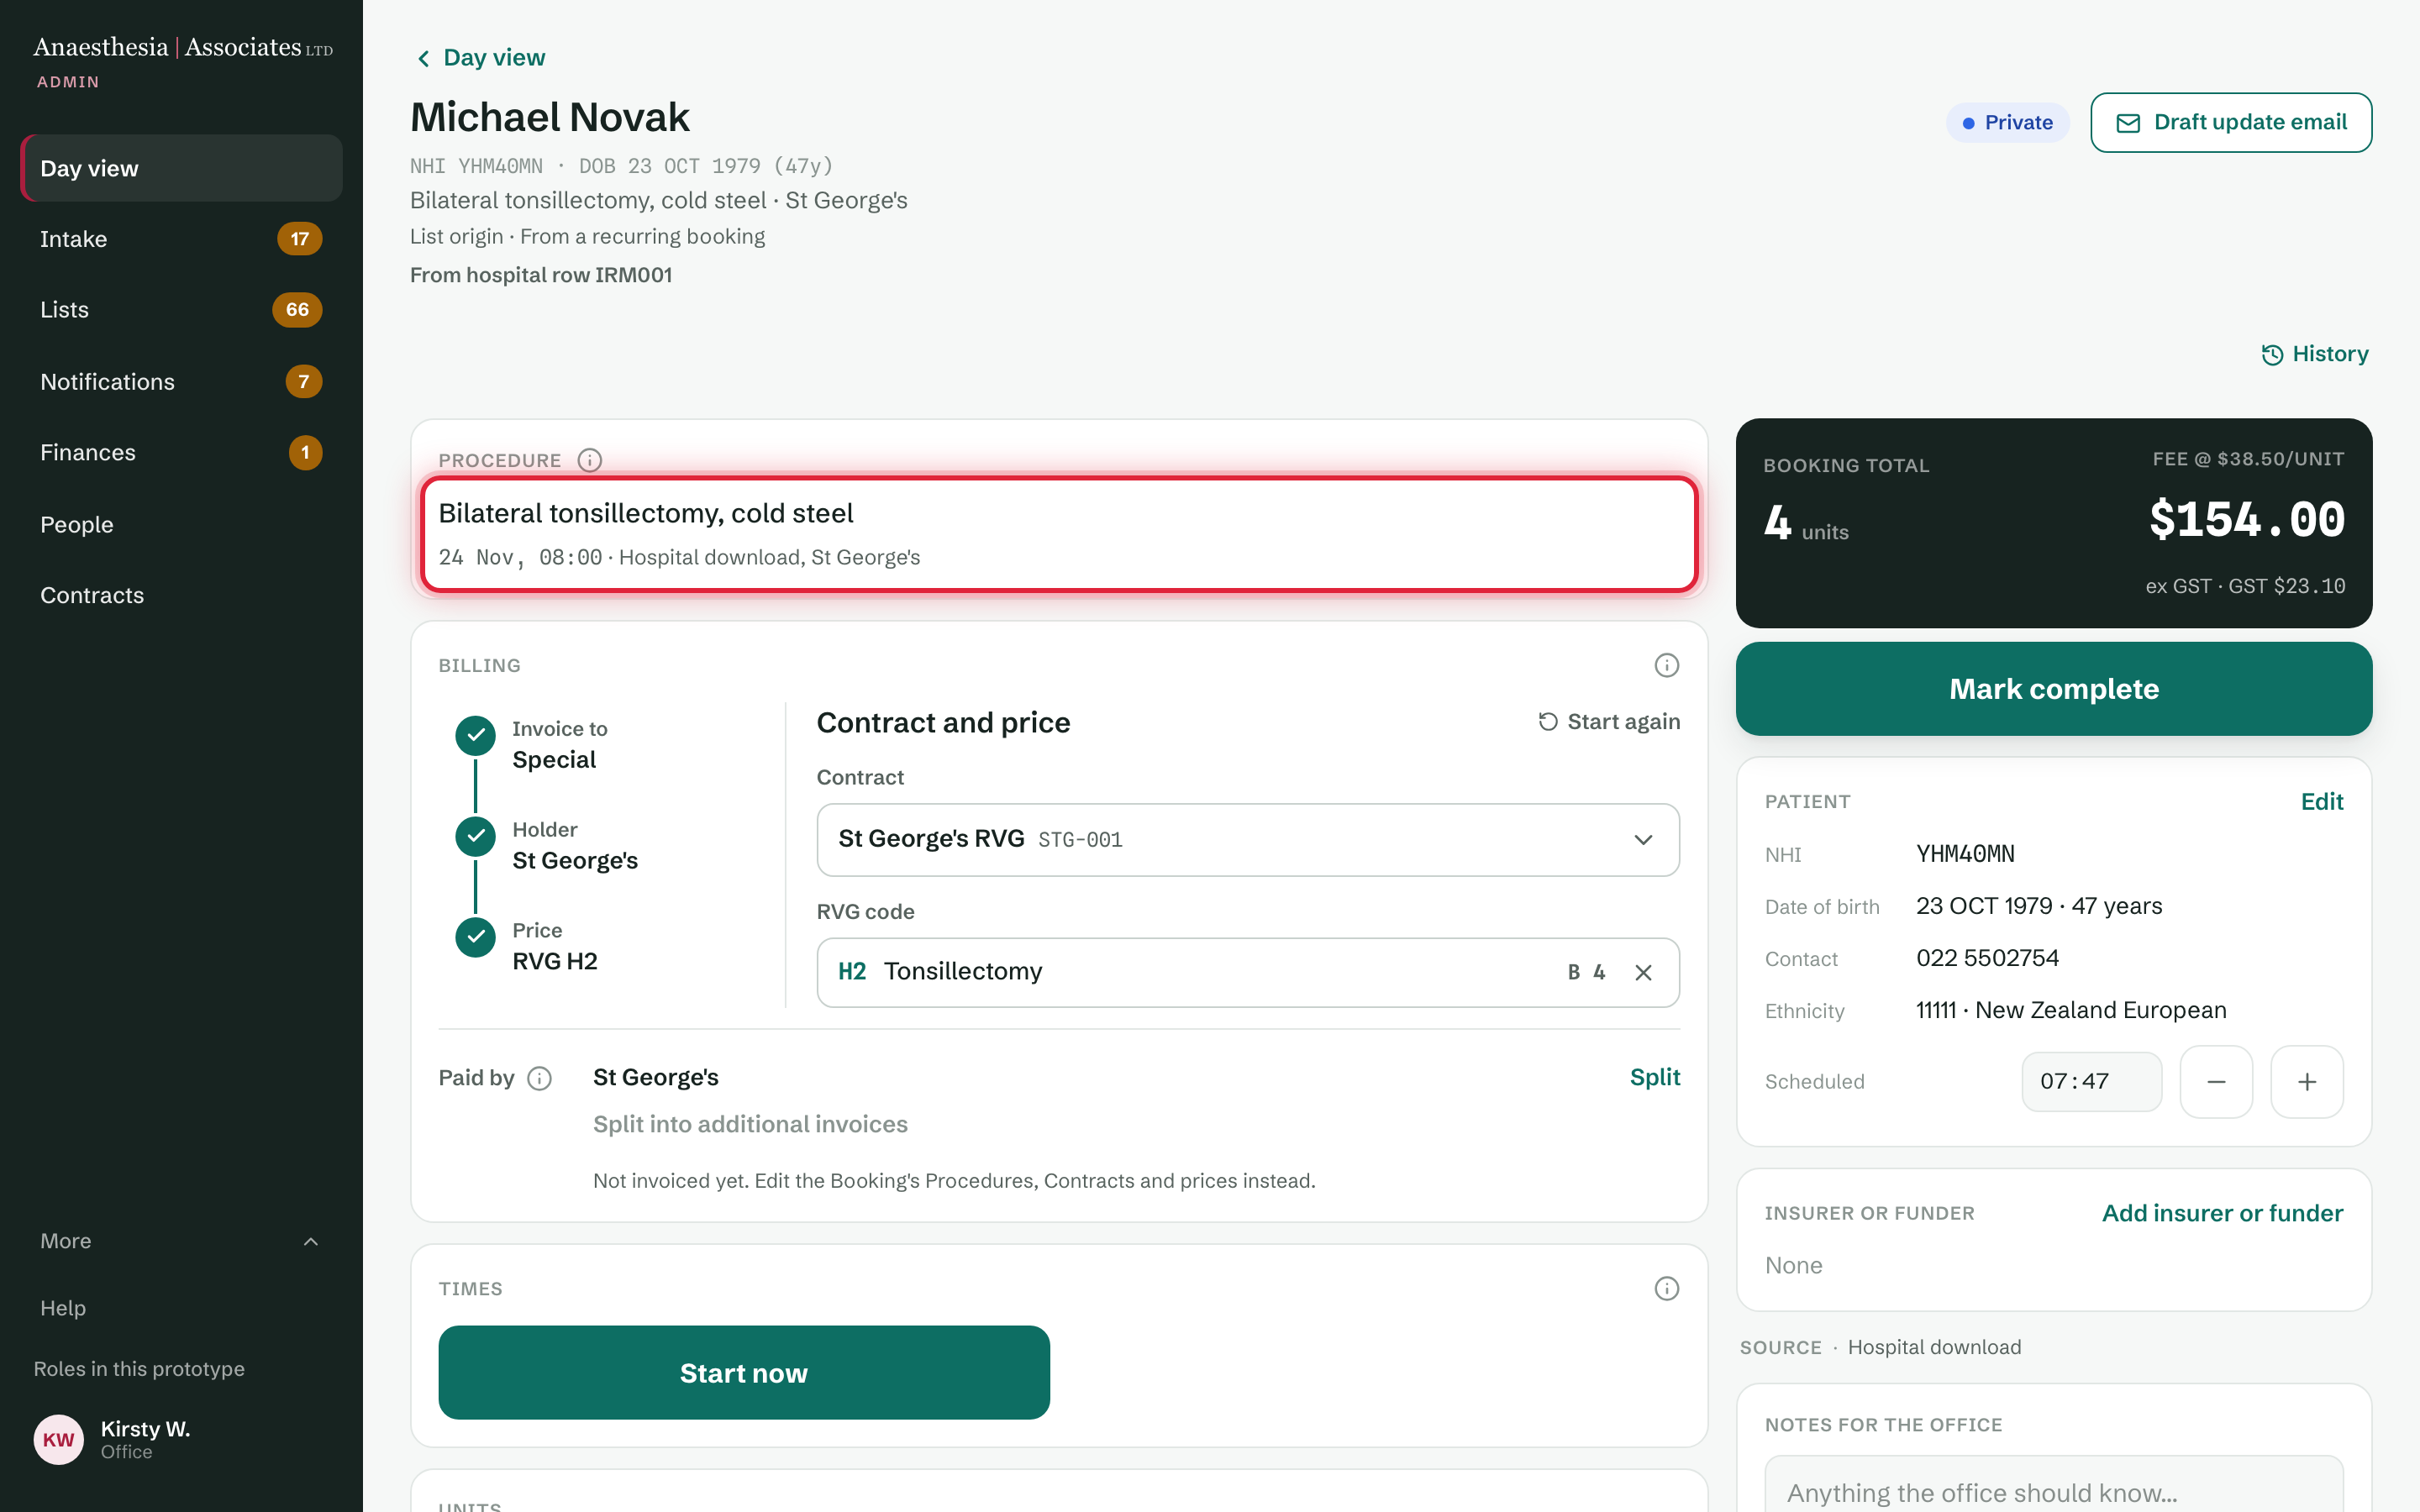 Anaesthesia | Associates LTD
ADMIN
Day view
Intake 17
Lists 66
Notifications 7
Finances 1
People
Contracts
More
Help
Roles in this prototype
KW
Kirsty W.
Office
Day view
Michael Novak
NHI YHM40MN · DOB 23 OCT 1979 (47y)
Bilateral tonsillectomy, cold steel · St George's
List origin · From a recurring booking
From hospital row IRM001
Private
Draft update email
History
PROCEDURE
Bilateral tonsillectomy, cold steel
24 Nov, 08:00 · Hospital download, St George's
BILLING
Invoice to
Special
Holder
St George's
Price
RVG H2
Contract and price
Start again
Contract
St George's RVG STG-001
RVG code
H2 Tonsillectomy B 4
Paid by St George's Split
Split into additional invoices
Not invoiced yet. Edit the Booking's Procedures, Contracts and prices instead.
TIMES
Start now
UNITS
BOOKING TOTAL
FEE @ $38.50/UNIT
4 units
$154.00
ex GST · GST $23.10
Mark complete
PATIENT Edit
NHI YHM40MN
Date of birth 23 OCT 1979 · 47 years
Contact 022 5502754
Ethnicity 11111 · New Zealand European
Scheduled 07:47 − +
INSURER OR FUNDER Add insurer or funder
None
SOURCE · Hospital download
NOTES FOR THE OFFICE
Anything the office should know...